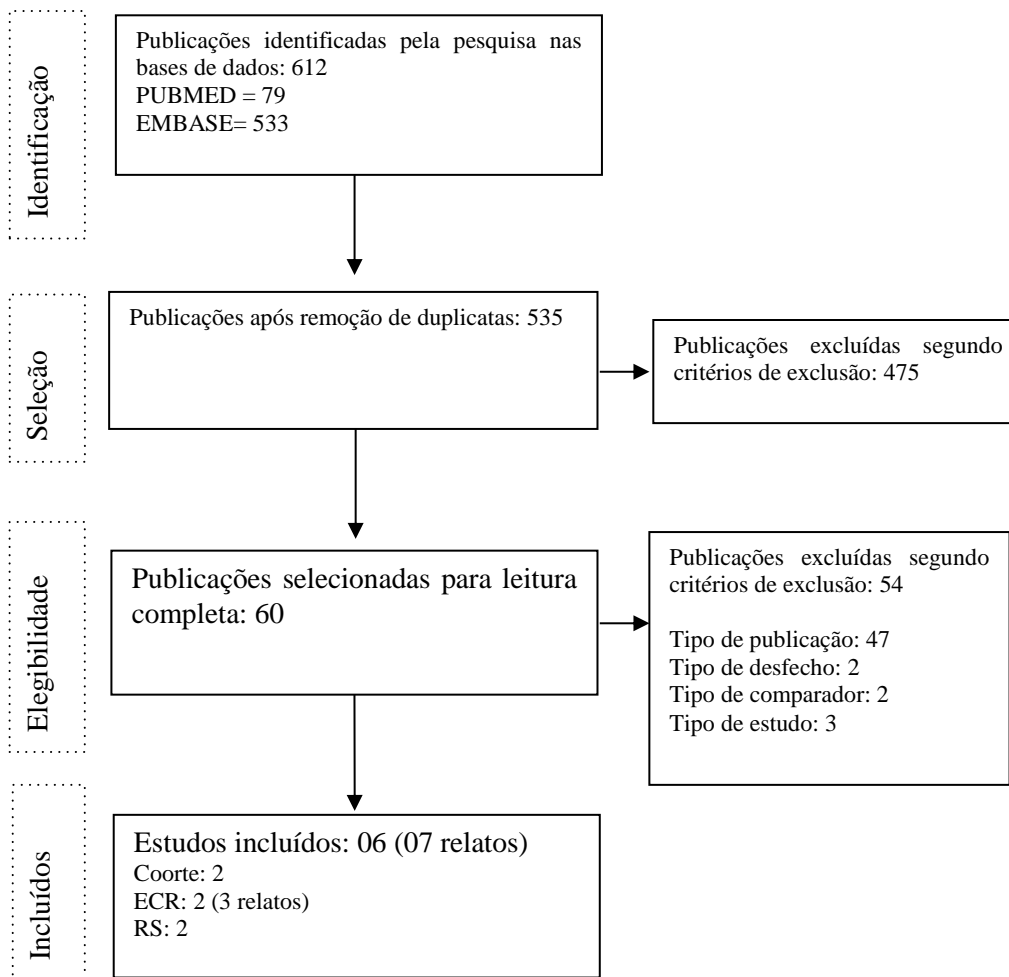 Identificação
Publicações identificadas pela pesquisa nas
bases de dados: 612
PUBMED = 79
EMBASE= 533
Seleção
Publicações após remoção de duplicatas: 535
Publicações excluídas segundo
critérios de exclusão: 475
Elegibilidade
Publicações selecionadas para leitura
completa: 60
Publicações excluídas segundo
critérios de exclusão: 54
Tipo de publicação: 47
Tipo de desfecho: 2
Tipo de comparador: 2
Tipo de estudo: 3
Incluídos
Estudos incluídos: 06 (07 relatos)
Coorte: 2
ECR: 2 (3 relatos)
RS: 2